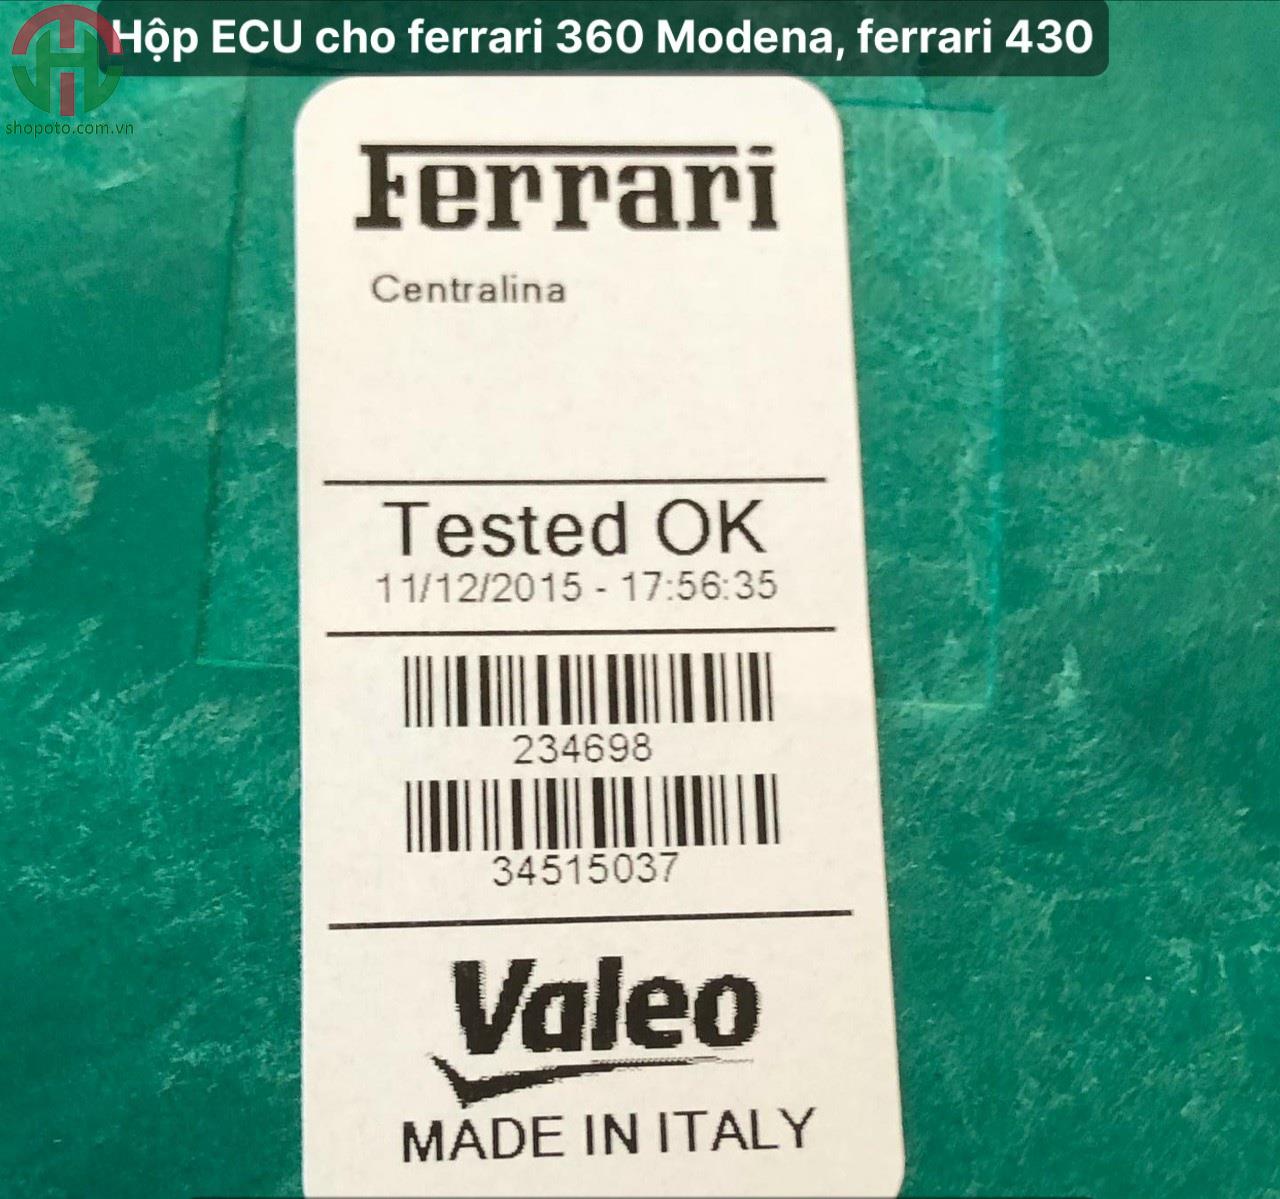 Hộp ECU cho ferrari 360 Modena, ferrari 430
shopoto.com.vn
Ferrari
Centralina
Tested OK
11/12/2015 - 17:56:35
234698
34515037
Valeo
MADE IN ITALY